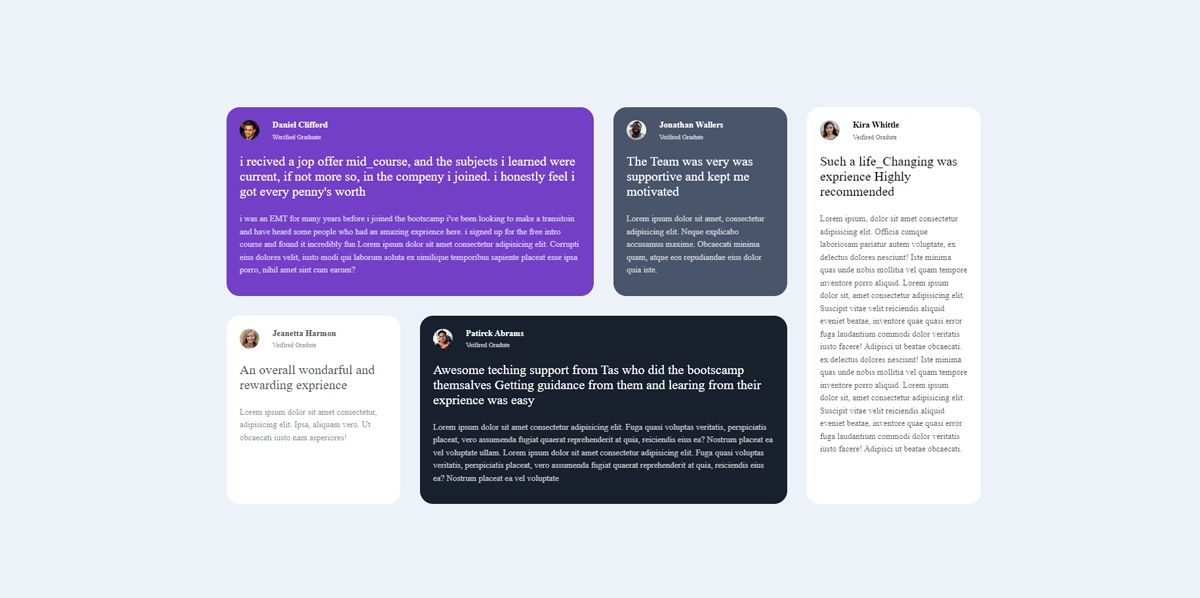 Daniel Clifford
Werified Graduate
i recived a jop offer mid_course, and the subjects i learned were
current, if not more so, in the compeny i joined. i honestly feel i
got every penny's worth
i was an EMT for many years before i joined the bootscamp i've been looking to make a transitoin
and have heard some people who had an amazing exprience here. i signed up for the free intro
course and found it incredibly fun Lorem ipsum dolor sit amet consectetur adipisicing elit. Corrupti
eius dolores velit, iusto modi qui laborum soluta ex similique temporibus sapiente placeat esse ipsa
porro, nihil amet sint cum earum?
Jonathan Wallers
Veifired Gradute
The Team was very was
supportive and kept me
motivated
Lorem ipsum dolor sit amet, consectetur
adipisicing elit. Neque explicabo
accusamus maxime. Obcaecati minima
quam, atque eos repudiandae eius dolor
quia iste.
Kira Whittle
Veifired Gradute
Such a life_Changing was
exprience Highly
recommended
Lorem ipsum, dolor sit amet consectetur
adipisicing elit. Officia cumque
laboriosam pariatur autem voluptate, ex
delectus dolores nesciunt! Iste minima
quas unde nobis mollitia vel quam tempore
inventore porro aliquid. Lorem ipsum
dolor sit, amet consectetur adipisicing elit.
Suscipit vitae velit reiciendis aliquid
eveniet beatae, inventore quae quasi error
fuga laudantium commodi dolor veritatis
iusto facere! Adipisci ut beatae obcaecati.
ex delectus dolores nesciunt! Iste minima
quas unde nobis mollitia vel quam tempore
inventore porro aliquid. Lorem ipsum
dolor sit, amet consectetur adipisicing elit.
Suscipit vitae velit reiciendis aliquid
eveniet beatae, inventore quae quasi error
fuga laudantium commodi dolor veritatis
iusto facere! Adipisci ut beatae obcaecati.
Jeanetta Harmon
Veifired Gradute
An overall wondarful and
rewarding exprience
Lorem ipsum dolor sit amet consectetur,
adipisicing elit. Ipsa, aliquam vero. Ut
obcaecati iusto nam asperiores!
Patirck Abrams
Veifired Gradute
Awesome teching support from Tas who did the bootscamp
themsalves Getting guidance from them and learing from their
exprience was easy
Lorem ipsum dolor sit amet consectetur adipisicing elit. Fuga quasi voluptas veritatis, perspiciatis
placeat, vero assumenda fugiat quaerat reprehenderit at quia, reiciendis eius ea? Nostrum placeat ea
vel voluptate ullam. Lorem ipsum dolor sit amet consectetur adipisicing elit. Fuga quasi voluptas
veritatis, perspiciatis placeat, vero assumenda fugiat quaerat reprehenderit at quia, reiciendis eius
ea? Nostrum placeat ea vel voluptate